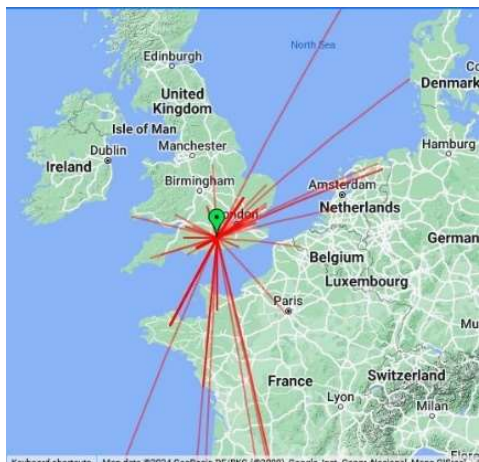 North Sea
Edinburgh
Denmark
United
Kingdom
Isle of Man
Dublin
Manchester
Hamburg
Ireland
Birmingham
Amsterdam
London
Netherlands
Belgium
Luxembourg
Paris
France
Switzerland
Lyon
Milan